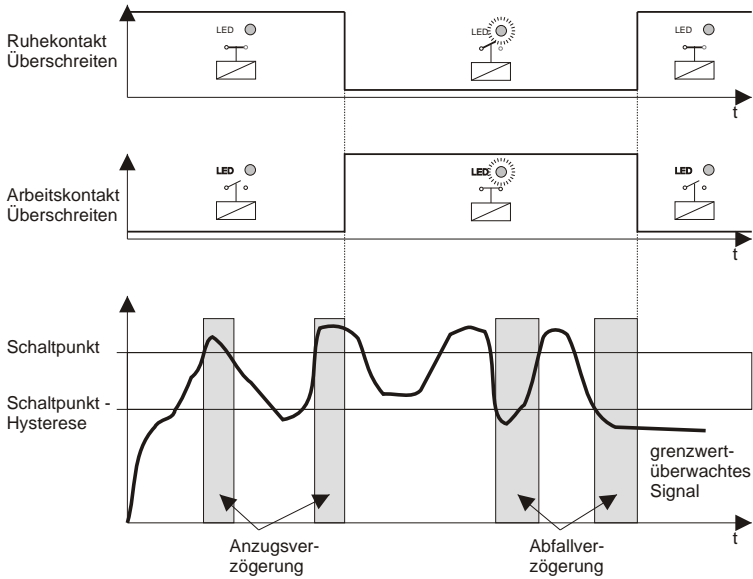 Ruhekontakt
Überschreiten
LED
LED
LED
t
Arbeitskontakt
Überschreiten
LED
LED
LED
t
Schaltpunkt
Schaltpunkt -
Hysterese
grenzwert-
überwachtes
Signal
t
Anzugsver-
zögerung
Abfallver-
zögerung